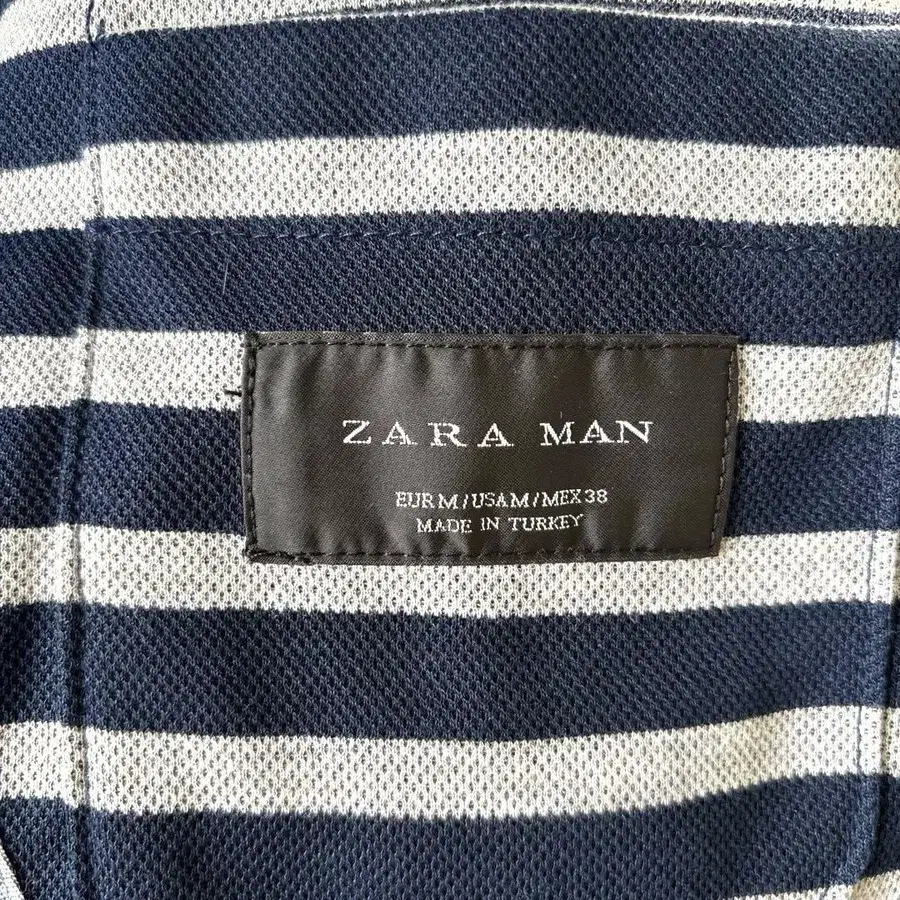 ZARA MAN
EUR M / USA M / MEX 38
MADE IN TURKEY